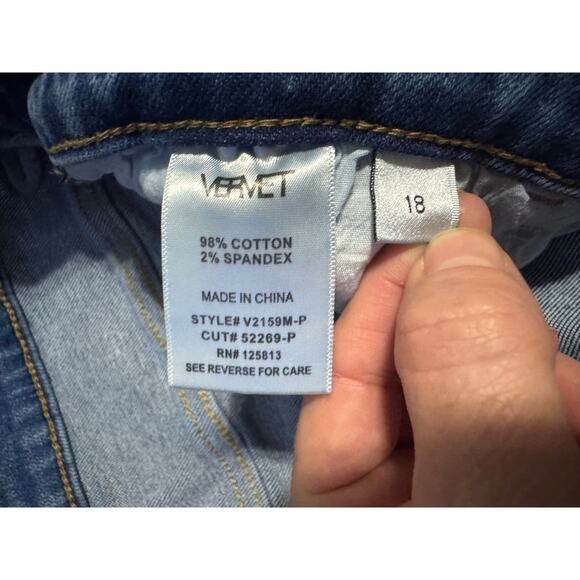 VERVET
98% COTTON
2% SPANDEX
MADE IN CHINA
STYLE# V2159M-P
CUT# 52269-P
RN# 125813
SEE REVERSE FOR CARE
18